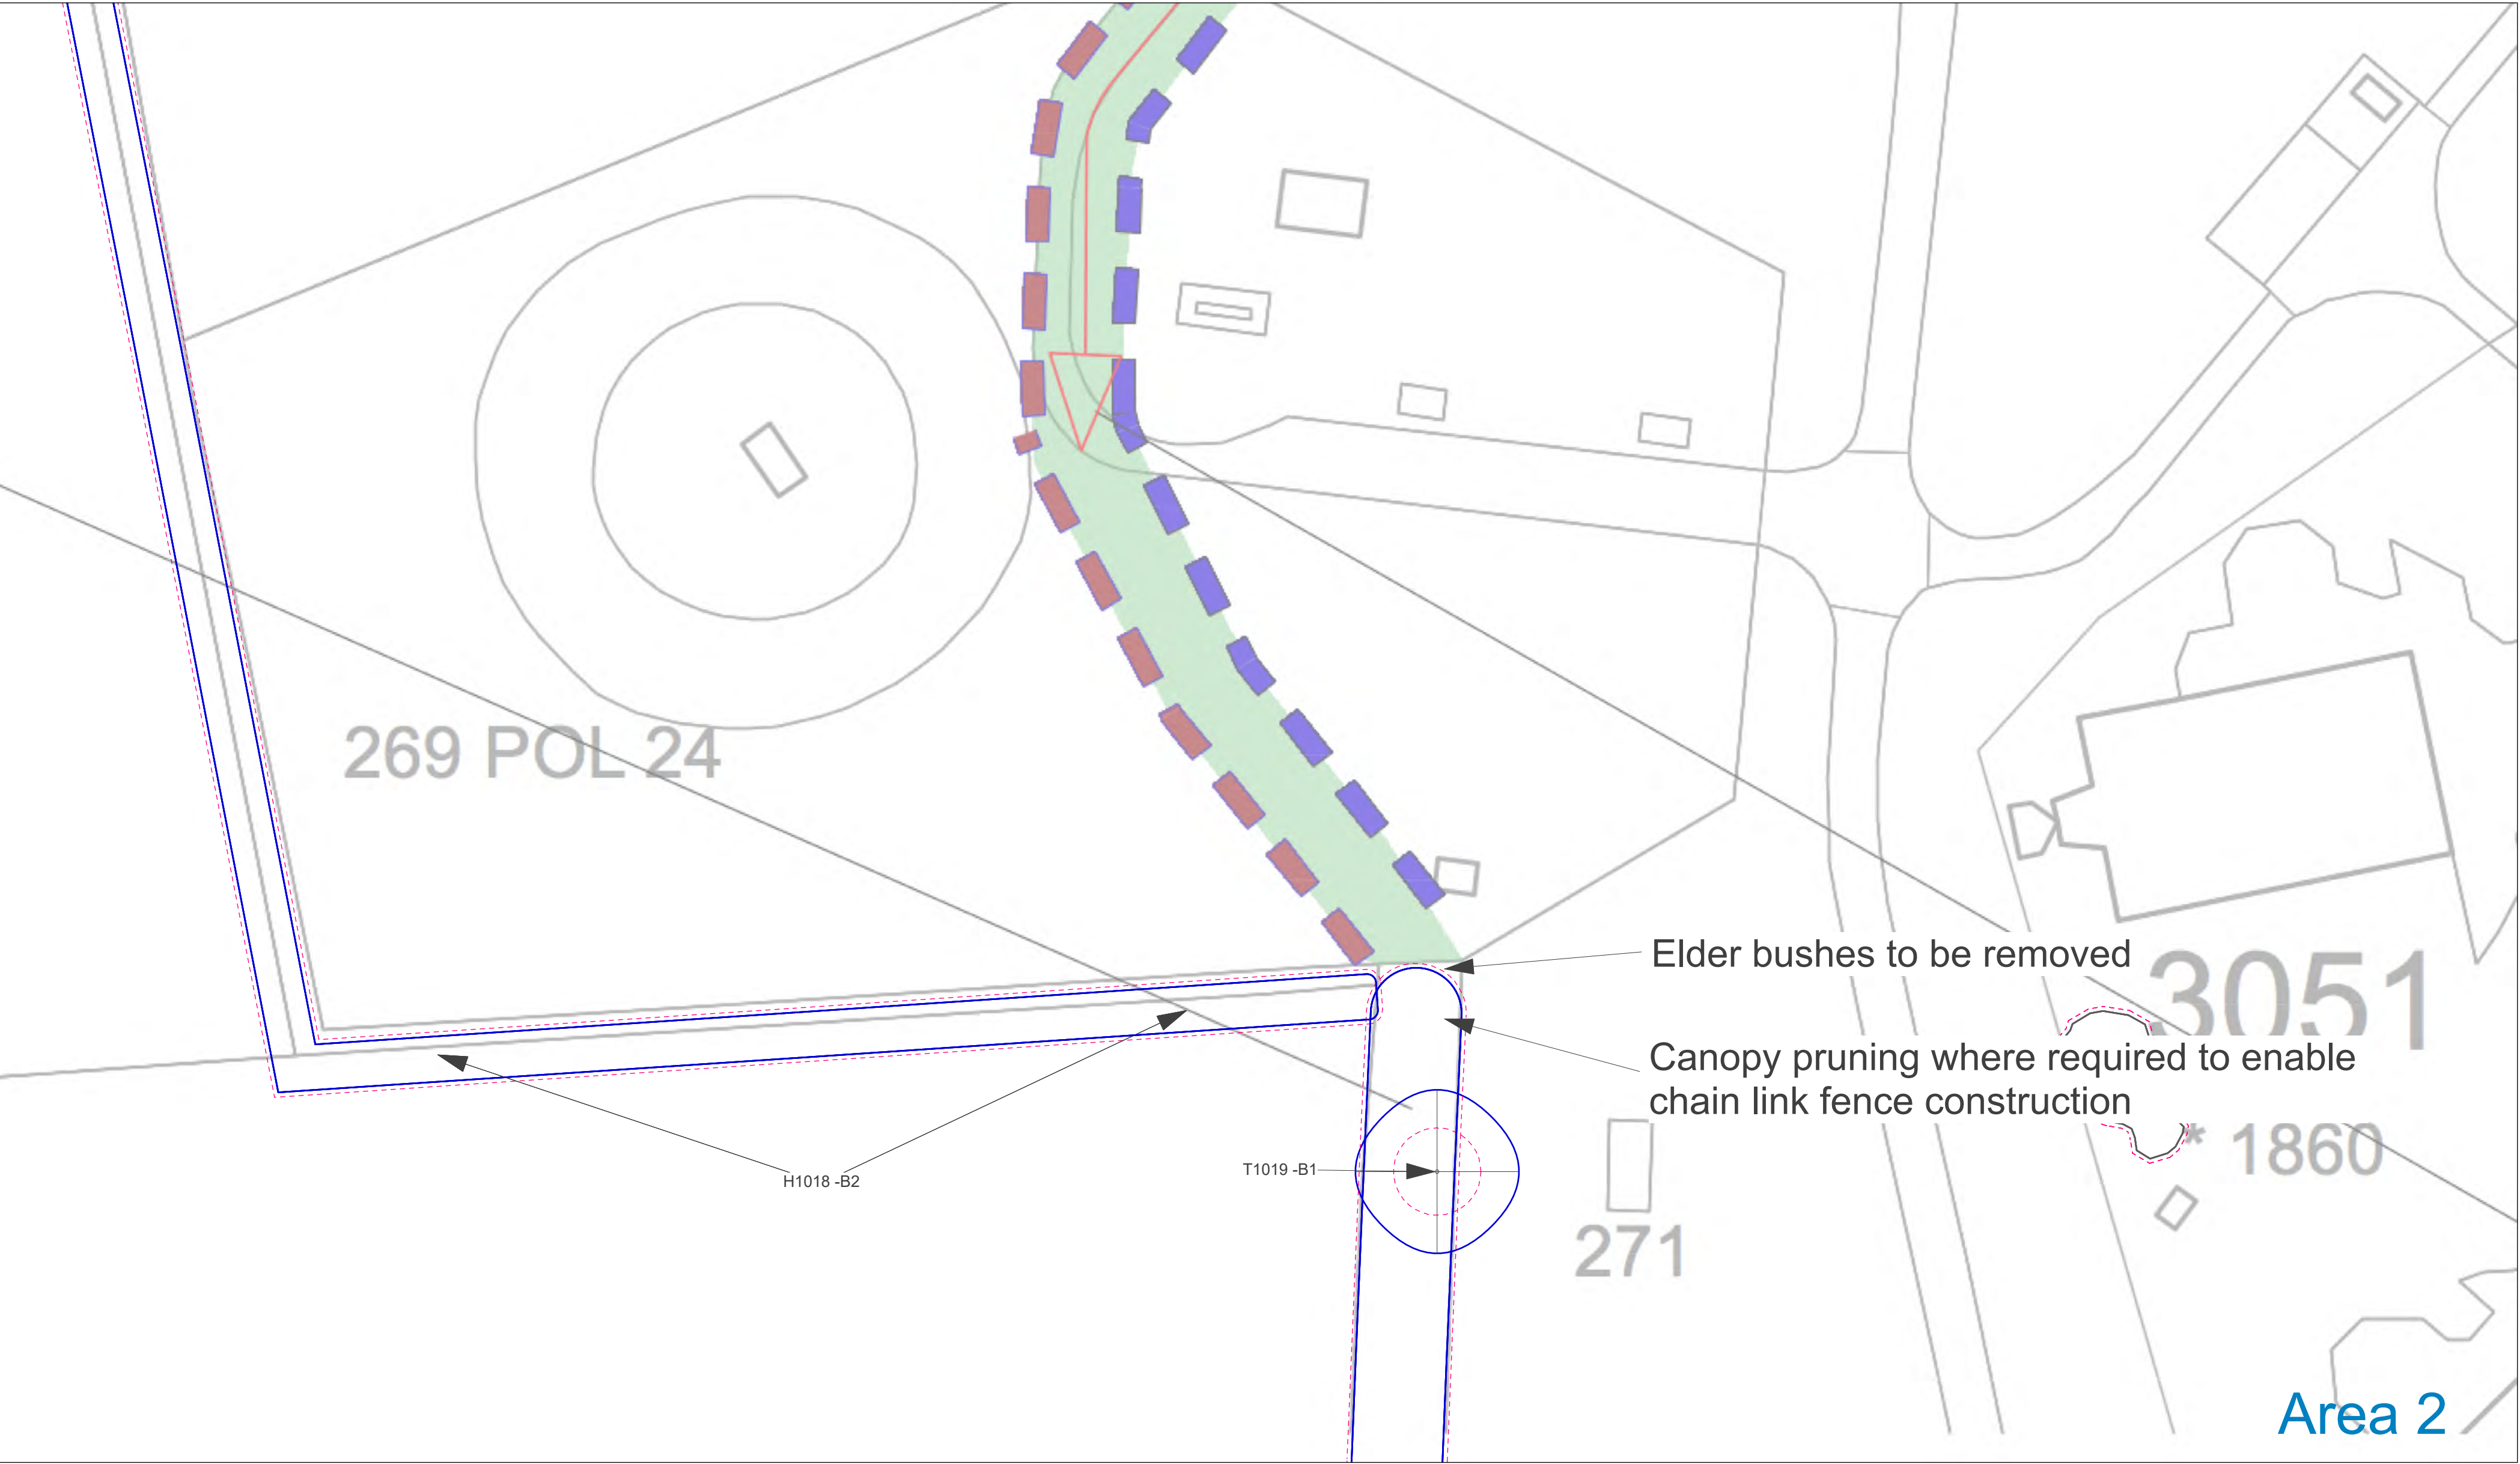 269 POL 24
Elder bushes to be removed
3051
Canopy pruning where required to enable
chain link fence construction
* 1860
T1019 -B1
H1018 -B2
271
Area 2